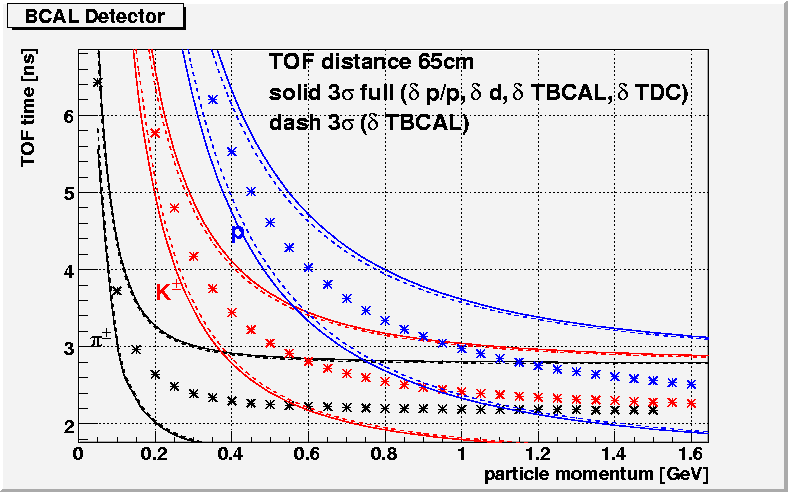 BCAL Detector
TOF distance 65cm
solid 3σ full (δ p/p, δ d, δ TBCAL, δ TDC)
dash 3σ (δ TBCAL)
TOF time [ns]
6
5
4
3
2
p
K±
π±
0 0.2 0.4 0.6 0.8 1 1.2 1.4 1.6
particle momentum [GeV]